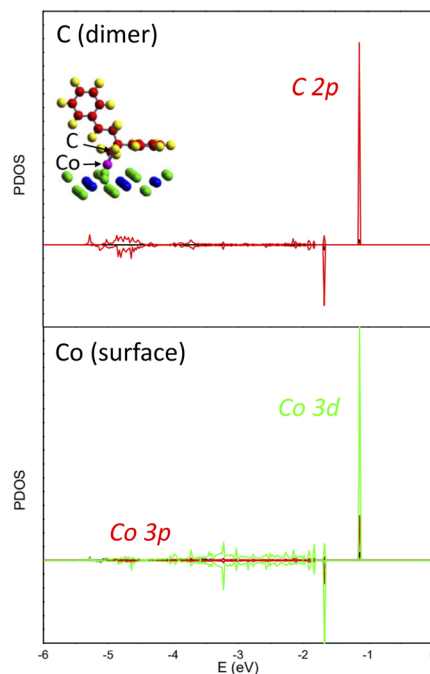 C (dimer)
C 2p
C
Co
PDOS
Co (surface)
Co 3d
Co 3p
PDOS
-6 -5 -4 -3 -2 -1
E (eV)